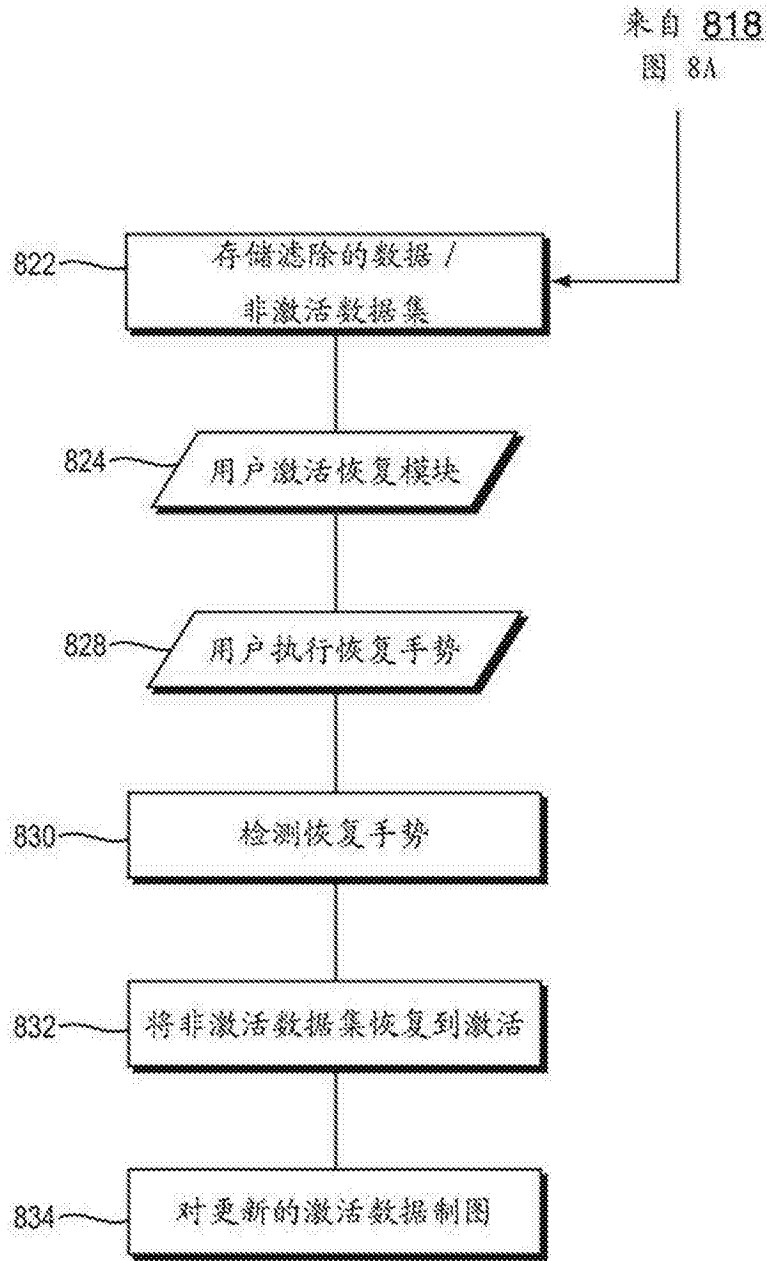 来自 818
图 8A
822
存储滤除的数据 /
非激活数据集
824
用户激活恢复模块
828
用户执行恢复手势
830
检测恢复手势
832
将非激活数据集恢复到激活
834
对更新的激活数据制图